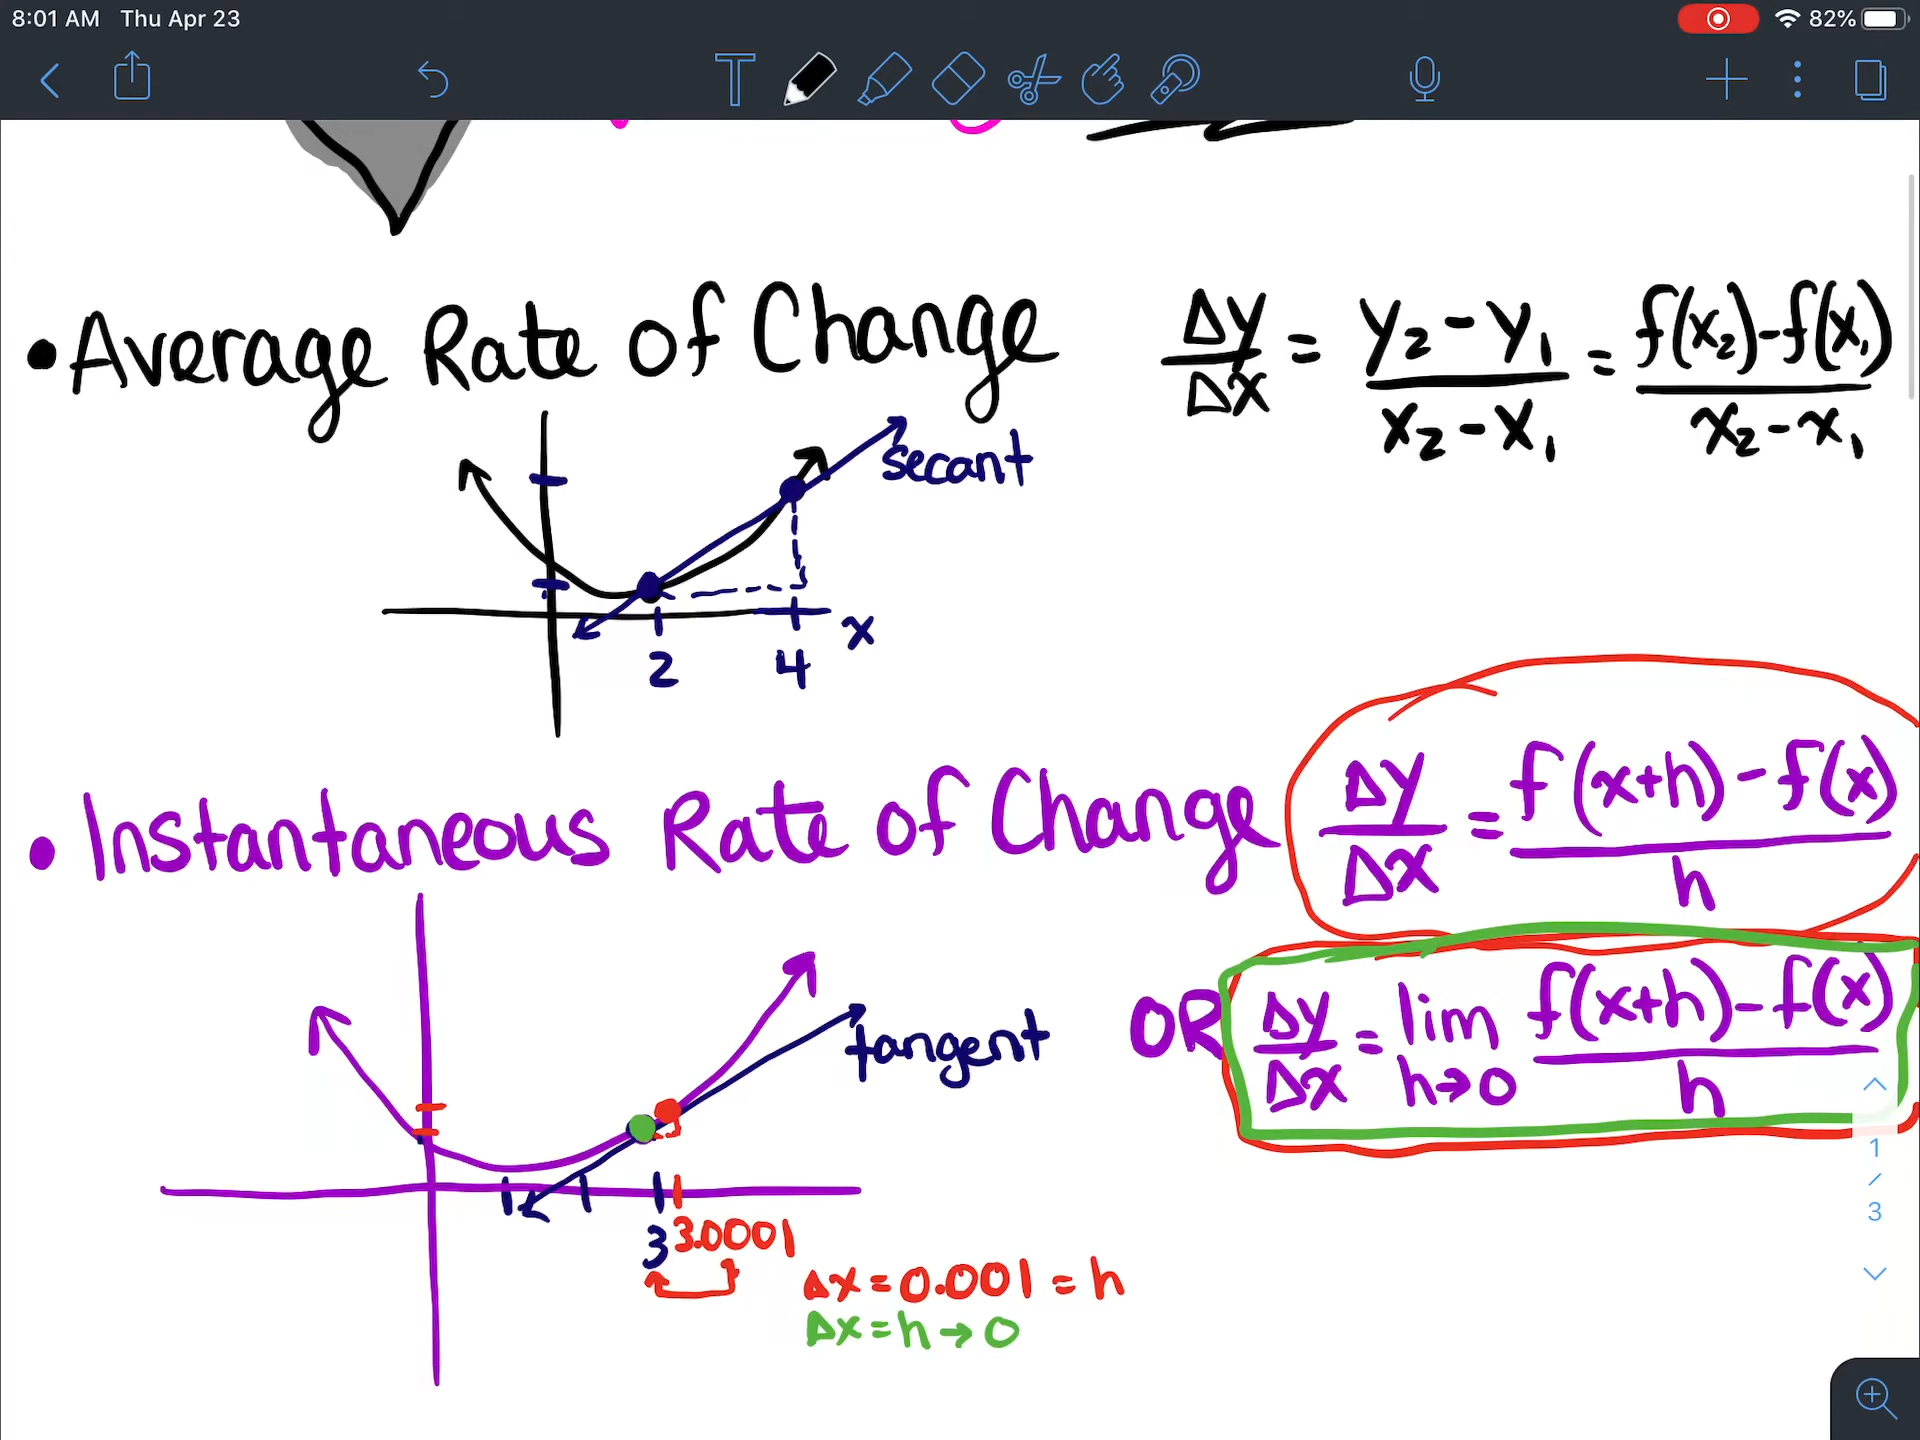 8:01 AM Thu Apr 23
82%
T
• Average Rate of Change
Δy/Δx = y₂-y₁/x₂-x₁ = f(x₂)-f(x₁)/x₂-x₁
secant
x
2 4
• Instantaneous Rate of Change
Δy/Δx = f(x+h)-f(x)/h
OR Δy/Δx = lim h→0 f(x+h)-f(x)/h
tangent
3 3.0001
Δx = 0.001 = h
Δx = h → 0
1
/
3